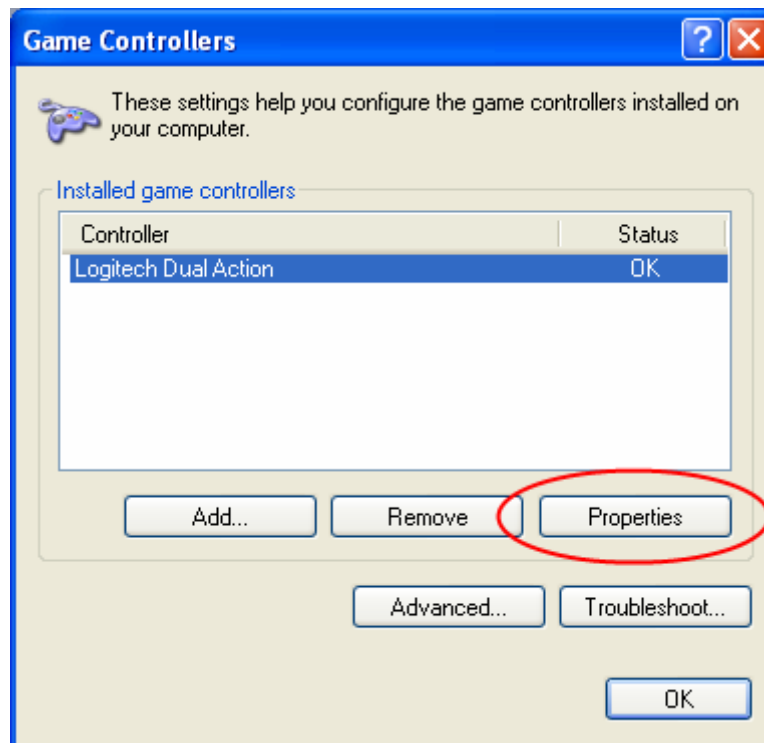 Game Controllers
These settings help you configure the game controllers installed on
your computer.
Installed game controllers
Controller Status
Logitech Dual Action OK
Add... Remove Properties
Advanced... Troubleshoot...
OK